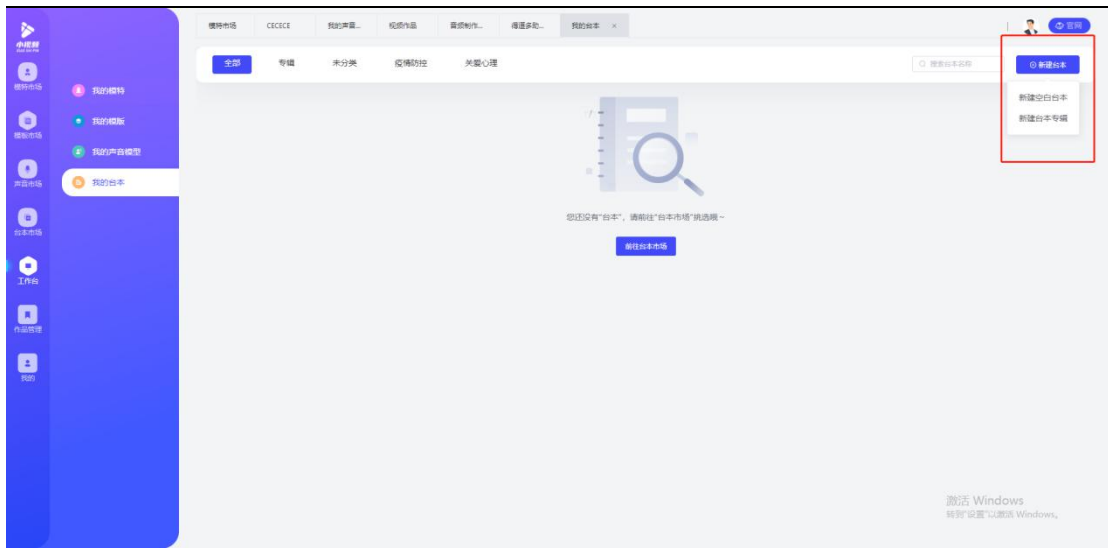 模特市场 CECECE 我的声音... 视频作品 音频制作... 得道多助... 我的台本 ×
官网
全部 专辑 未分类 疫情防控 关爱心理 搜索台本名称 新建台本
新建空白台本
新建台本专辑
模特市场
模板市场
声音市场
台本市场
工作台
作品管理
我的
我的模特
我的模版
我的声音模型
我的台本
您还没有“台本”，请前往“台本市场”挑选哦~
前往台本市场
激活 Windows
转到“设置”以激活 Windows。